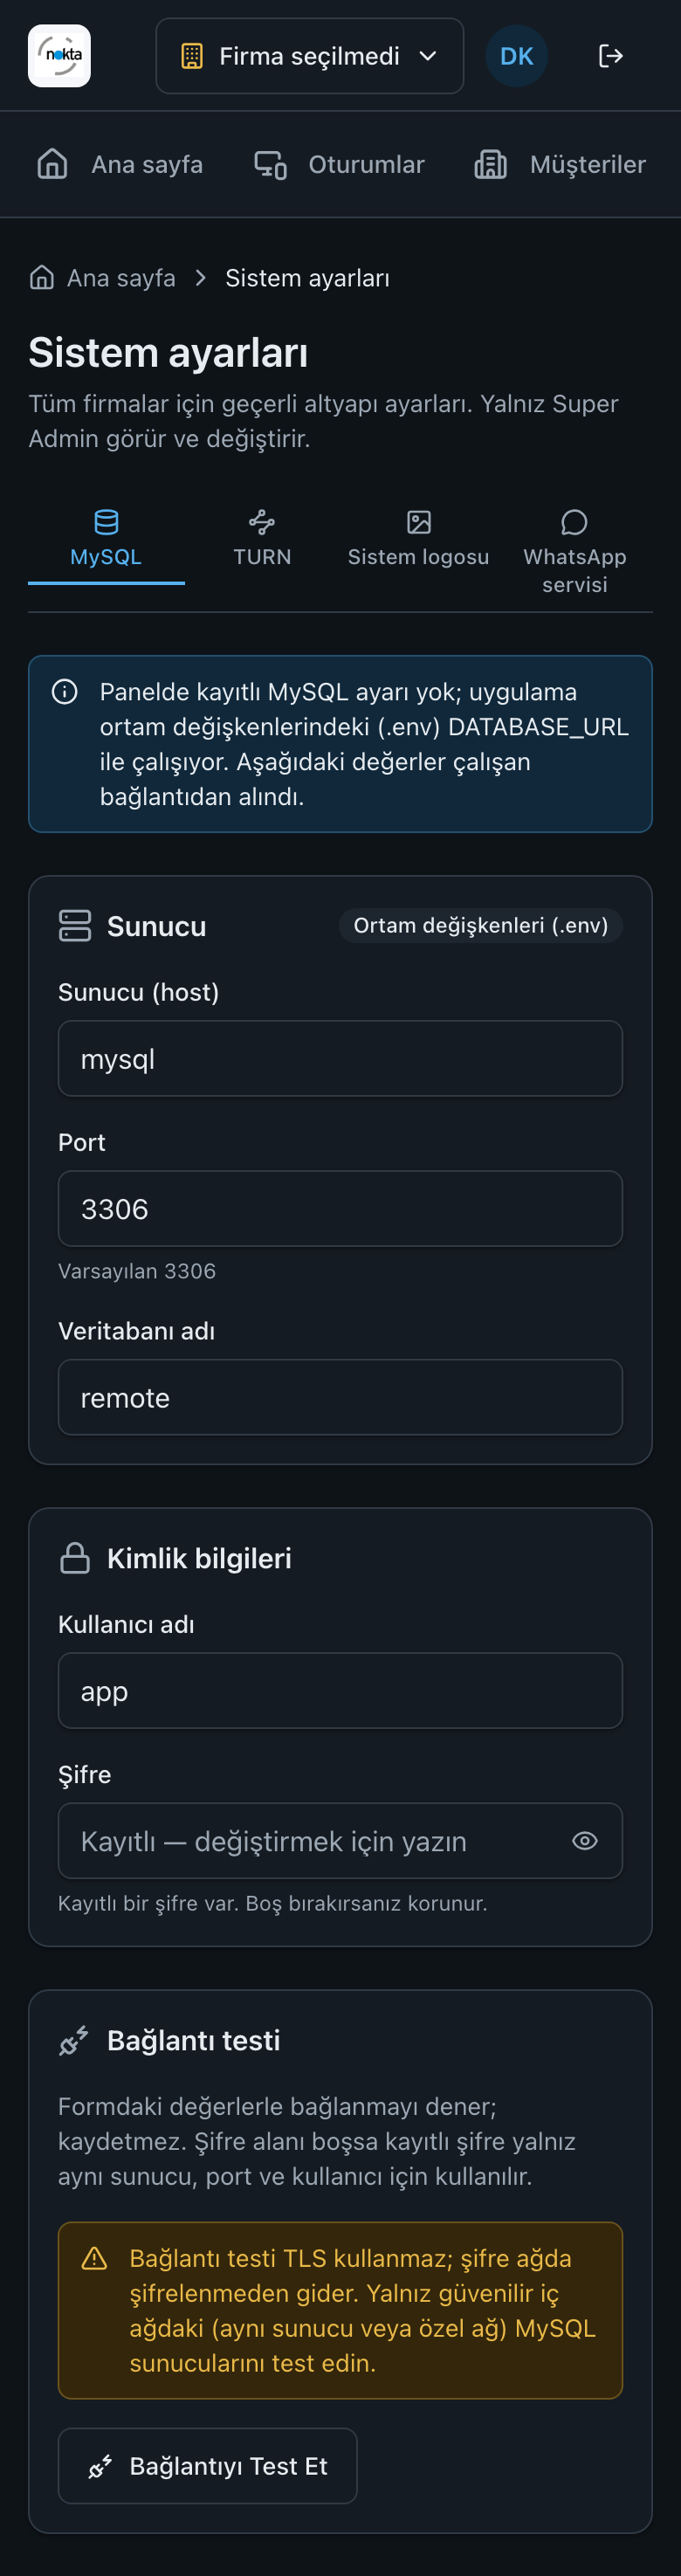 nokta
Firma seçilmedi
DK
Ana sayfa
Oturumlar
Müşteriler
Ana sayfa
Sistem ayarları
Sistem ayarları
Tüm firmalar için geçerli altyapı ayarları. Yalnız Super
Admin görür ve değiştirir.
MySQL
TURN
Sistem logosu
WhatsApp
servisi
Panelde kayıtlı MySQL ayarı yok; uygulama
ortam değişkenlerindeki (.env) DATABASE_URL
ile çalışıyor. Aşağıdaki değerler çalışan
bağlantıdan alındı.
Sunucu
Ortam değişkenleri (.env)
Sunucu (host)
mysql
Port
3306
Varsayılan 3306
Veritabanı adı
remote
Kimlik bilgileri
Kullanıcı adı
app
Şifre
Kayıtlı — değiştirmek için yazın
Kayıtlı bir şifre var. Boş bırakırsanız korunur.
Bağlantı testi
Formdaki değerlerle bağlanmayı dener;
kaydetmez. Şifre alanı boşsa kayıtlı şifre yalnız
aynı sunucu, port ve kullanıcı için kullanılır.
Bağlantı testi TLS kullanmaz; şifre ağda
şifrelenmeden gider. Yalnız güvenilir iç
ağdaki (aynı sunucu veya özel ağ) MySQL
sunucularını test edin.
Bağlantıyı Test Et